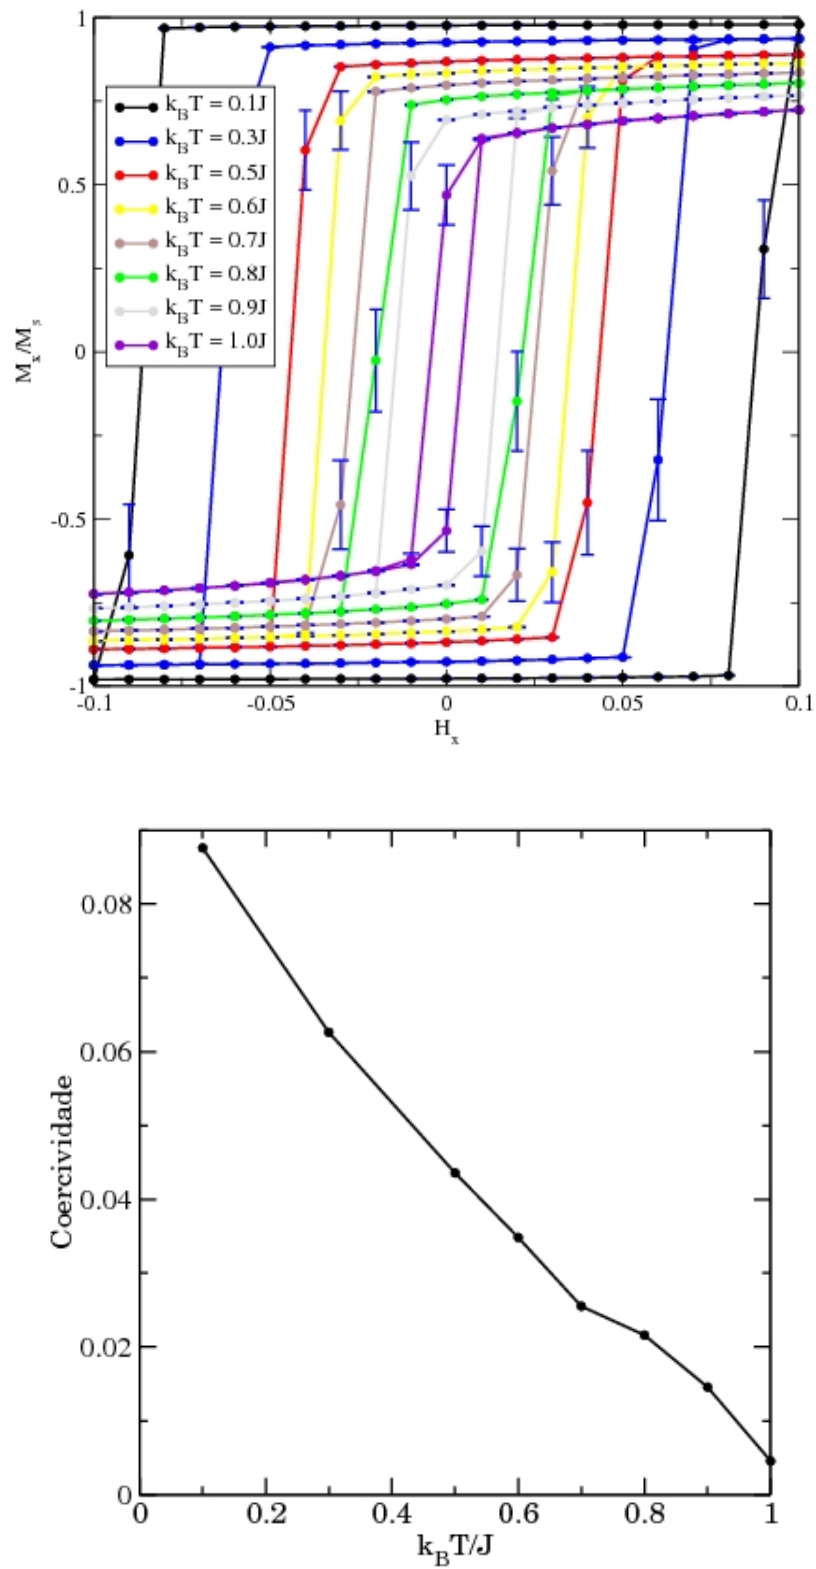 1
0.5
0
-0.5
-1
M_x/M_s
k_BT = 0.1J
k_BT = 0.3J
k_BT = 0.5J
k_BT = 0.6J
k_BT = 0.7J
k_BT = 0.8J
k_BT = 0.9J
k_BT = 1.0J
-0.1 -0.05 0 0.05 0.1
H_x
0.08
0.06
0.04
0.02
0
Coercividade
0 0.2 0.4 0.6 0.8 1
k_BT/J